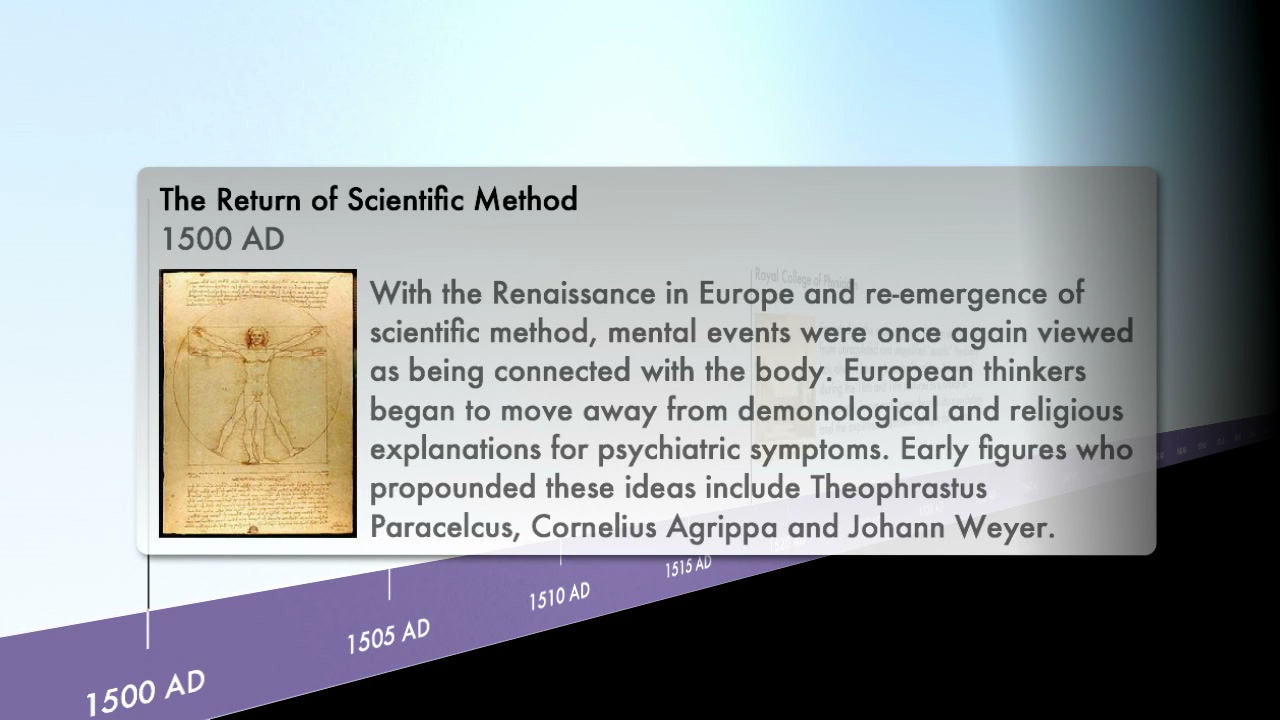 The Return of Scientific Method
1500 AD
With the Renaissance in Europe and re-emergence of
scientific method, mental events were once again viewed
as being connected with the body. European thinkers
began to move away from demonological and religious
explanations for psychiatric symptoms. Early figures who
propounded these ideas include Theophrastus
Paracelcus, Cornelius Agrippa and Johann Weyer.
Royal College of
1500 AD
1505 AD
1510 AD
1515 AD